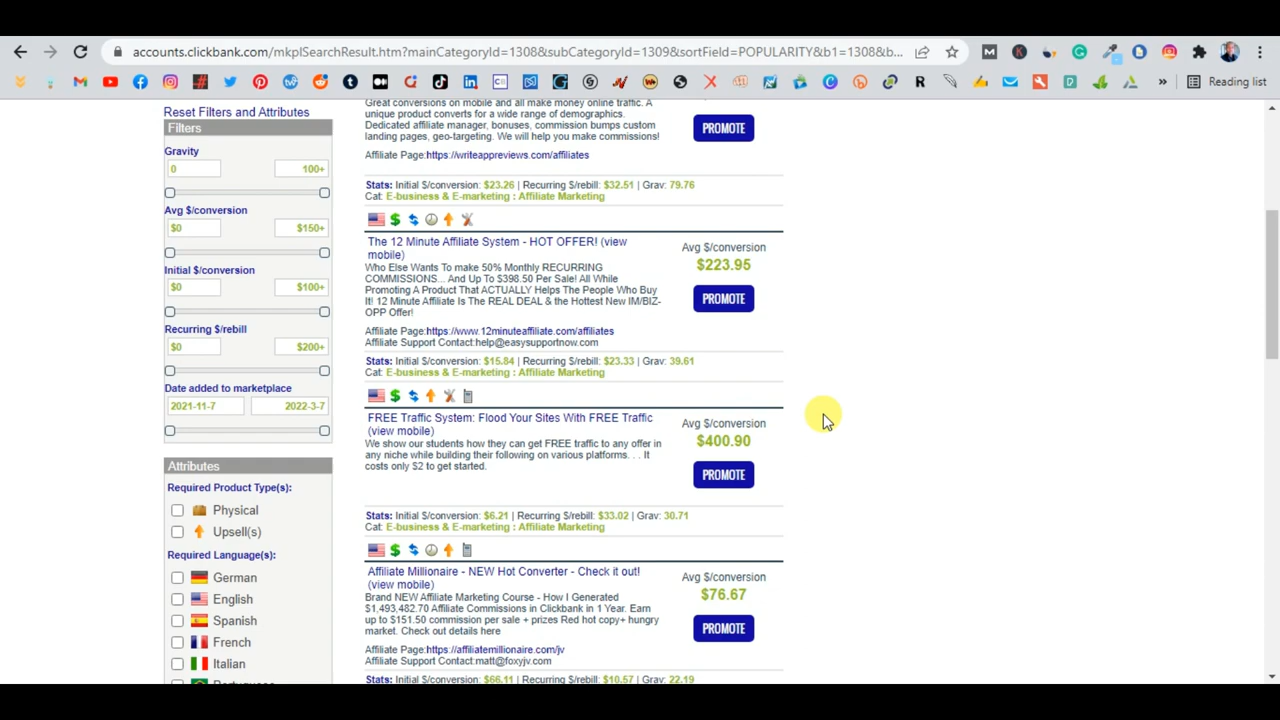 accounts.clickbank.com/mkplSearchResult.htm?mainCategoryId=1308&subCategoryId=1309&sortField=POPULARITY&b1=1308&b...
Reading list
Reset Filters and Attributes
Filters
Gravity
0
100+
Avg $/conversion
$0
$150+
Initial $/conversion
$0
$100+
Recurring $/rebill
$0
$200+
Date added to marketplace
2021-11-7
2022-3-7
Attributes
Required Product Type(s):
Physical
Upsell(s)
Required Language(s):
German
English
Spanish
French
Italian
Great conversions on mobile and all make money online traffic. A
unique product converts for a wide range of demographics.
Dedicated affiliate manager, bonuses, commission bumps custom
landing pages, geo-targeting. We will help you make commissions!
PROMOTE
Affiliate Page:https://writeappreviews.com/affiliates
Stats: Initial $/conversion: $23.26 | Recurring $/rebill: $32.51 | Grav: 79.76
Cat: E-business & E-marketing : Affiliate Marketing
The 12 Minute Affiliate System - HOT OFFER! (view
mobile)
Who Else Wants To make 50% Monthly RECURRING
COMMISSIONS... And Up To $398.50 Per Sale! All While
Promoting A Product That ACTUALLY Helps The People Who Buy
It! 12 Minute Affiliate Is The REAL DEAL & the Hottest New IM/BIZ-
OPP Offer!
Avg $/conversion
$223.95
PROMOTE
Affiliate Page:https://www.12minuteaffiliate.com/affiliates
Affiliate Support Contact:help@easysupportnow.com
Stats: Initial $/conversion: $15.84 | Recurring $/rebill: $23.33 | Grav: 39.61
Cat: E-business & E-marketing : Affiliate Marketing
FREE Traffic System: Flood Your Sites With FREE Traffic
(view mobile)
We show our students how they can get FREE traffic to any offer in
any niche while building their following on various platforms. . . It
costs only $2 to get started.
Avg $/conversion
$400.90
PROMOTE
Stats: Initial $/conversion: $6.21 | Recurring $/rebill: $33.02 | Grav: 30.71
Cat: E-business & E-marketing : Affiliate Marketing
Affiliate Millionaire - NEW Hot Converter - Check it out!
(view mobile)
Brand NEW Affiliate Marketing Course - How I Generated
$1,493,482.70 Affiliate Commissions in Clickbank in 1 Year. Earn
up to $151.50 commission per sale + prizes Red hot copy+ hungry
market. Check out details here
Avg $/conversion
$76.67
PROMOTE
Affiliate Page:https://affiliatemillionaire.com/jv
Affiliate Support Contact:matt@foxyjv.com
Stats: Initial $/conversion: $66.11 | Recurring $/rebill: $10.57 | Grav: 22.19